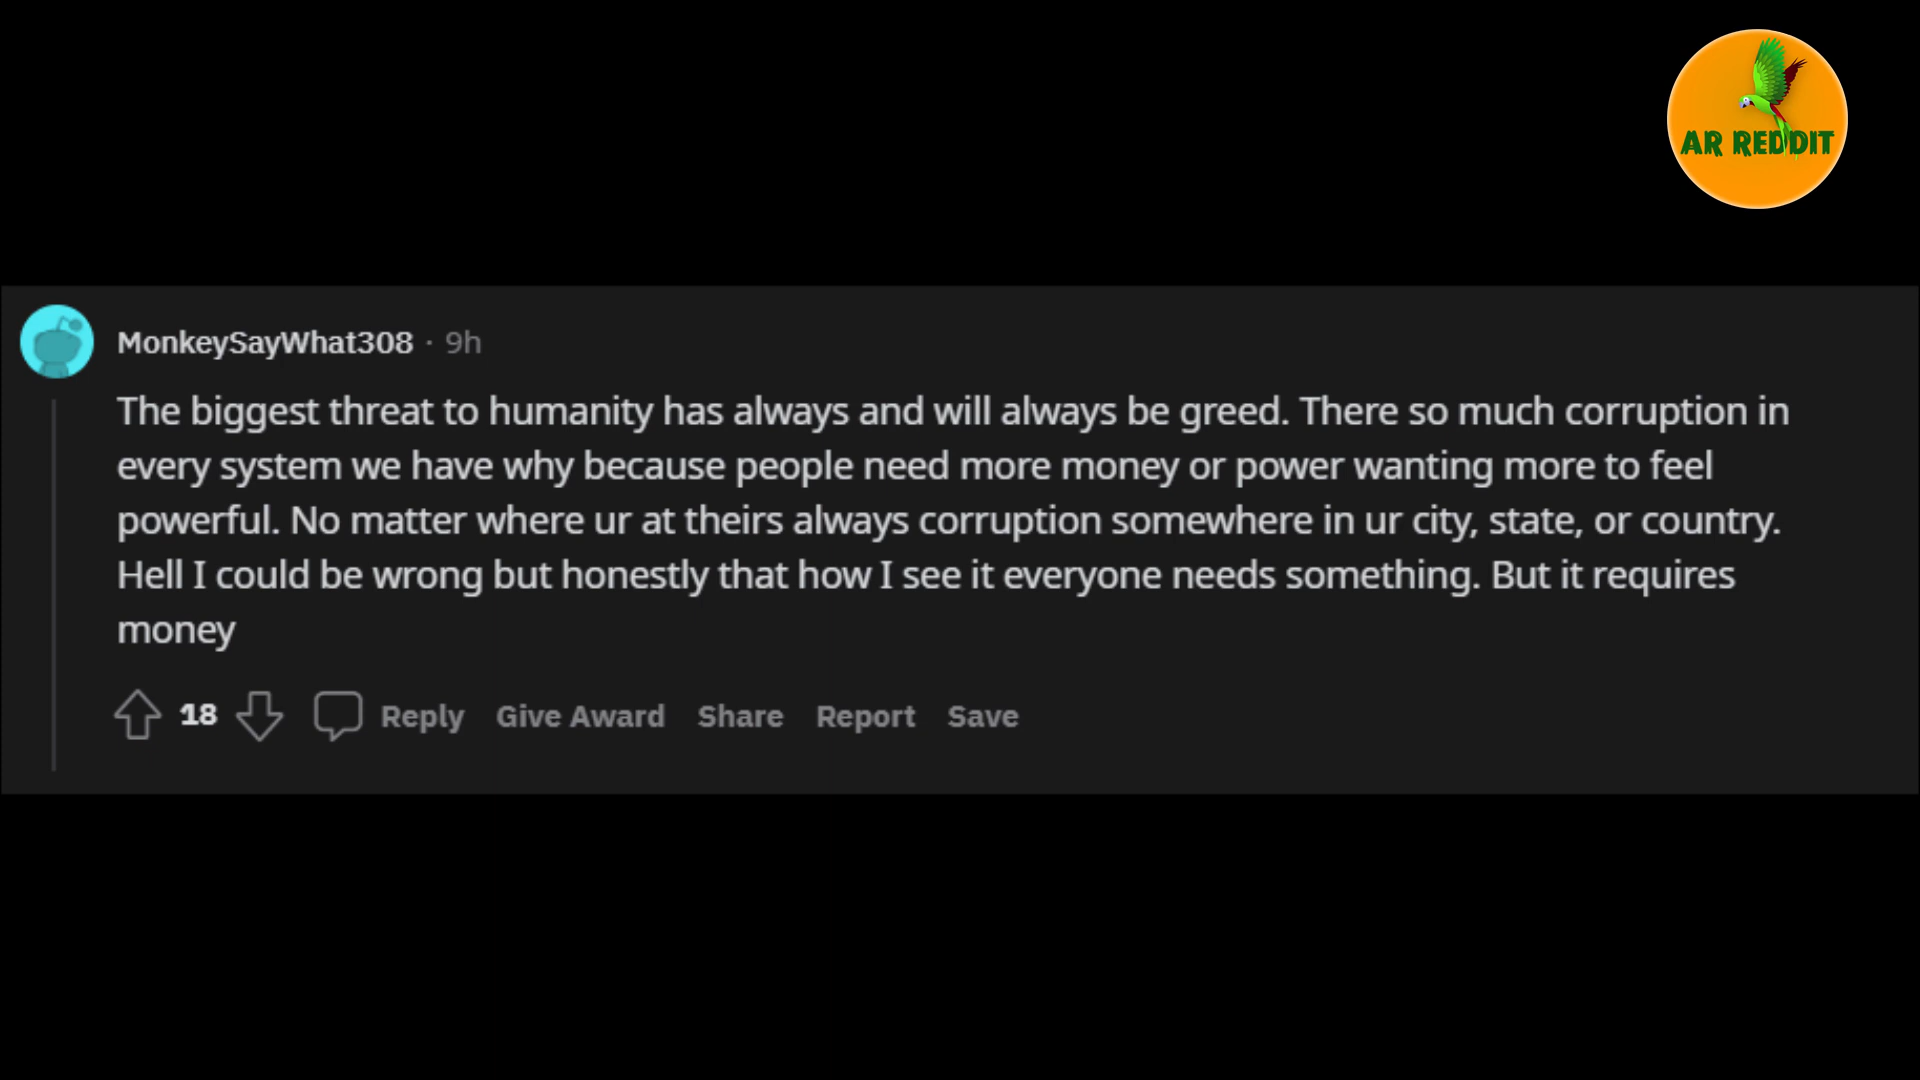 AR REDDIT
MonkeySayWhat308 · 9h
The biggest threat to humanity has always and will always be greed. There so much corruption in
every system we have why because people need more money or power wanting more to feel
powerful. No matter where ur at theirs always corruption somewhere in ur city, state, or country.
Hell I could be wrong but honestly that how I see it everyone needs something. But it requires
money
18 Reply Give Award Share Report Save